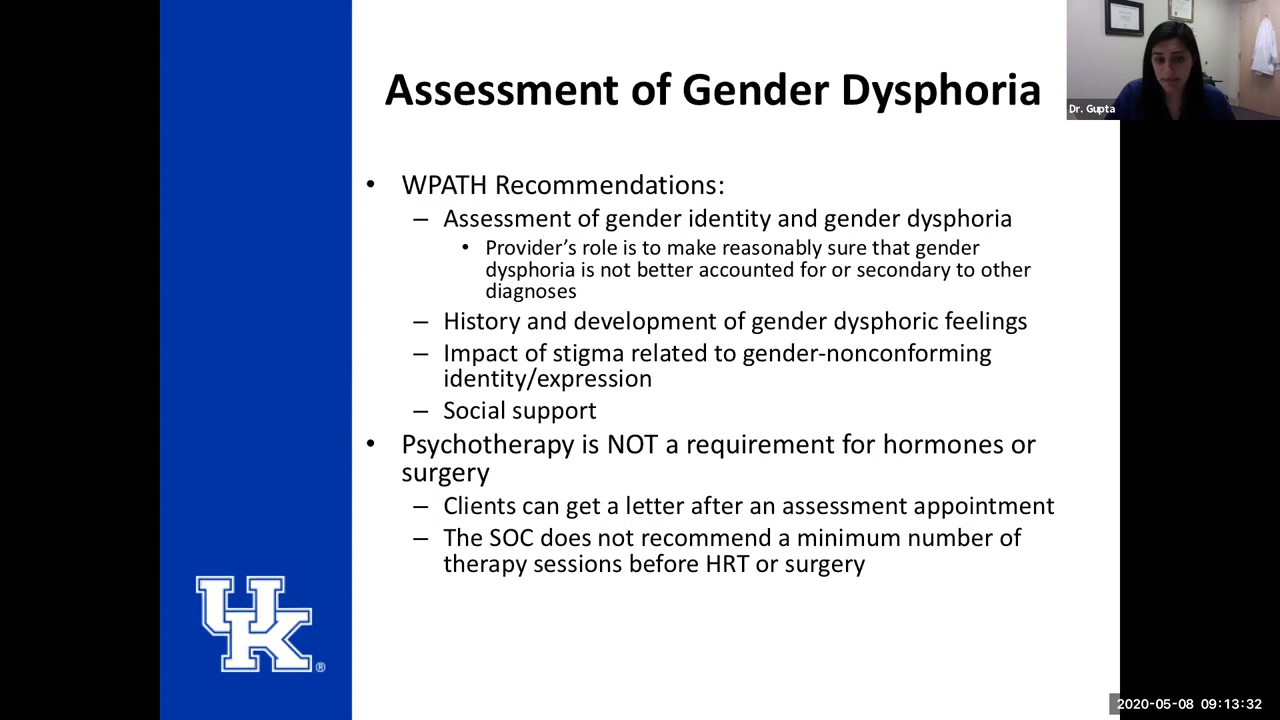 Assessment of Gender Dysphoria
Dr. Gupta
• WPATH Recommendations:
– Assessment of gender identity and gender dysphoria
• Provider’s role is to make reasonably sure that gender
dysphoria is not better accounted for or secondary to other
diagnoses
– History and development of gender dysphoric feelings
– Impact of stigma related to gender-nonconforming
identity/expression
– Social support
• Psychotherapy is NOT a requirement for hormones or
surgery
– Clients can get a letter after an assessment appointment
– The SOC does not recommend a minimum number of
therapy sessions before HRT or surgery
UK®
2020-05-08 09:13:32